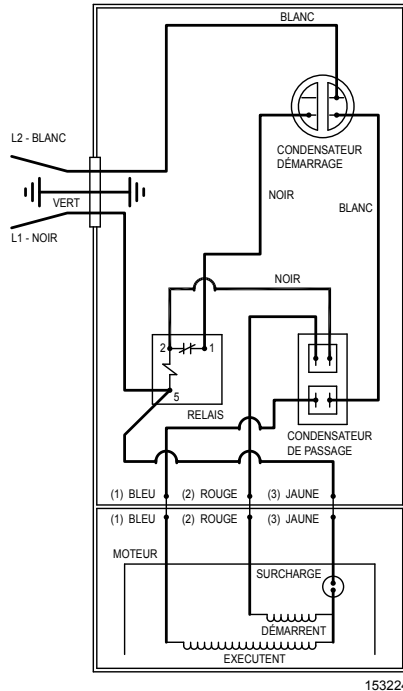 BLANC
L2 - BLANC
CONDENSATEUR
DÉMARRAGE
VERT
NOIR
BLANC
L1 - NOIR
NOIR
2
1
5
RELAIS
CONDENSATEUR
DE PASSAGE
(1) BLEU
(2) ROUGE
(3) JAUNE
(1) BLEU
(2) ROUGE
(3) JAUNE
MOTEUR
SURCHARGE
DÉMARRENT
EXECUTENT
153224